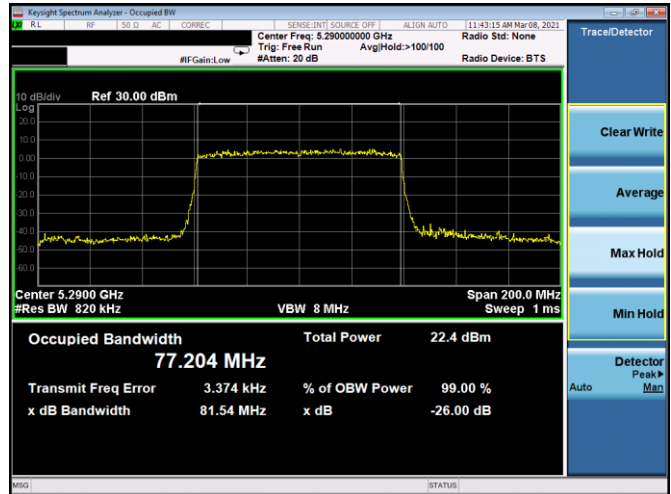 Keysight Spectrum Analyzer - Occupied BW
RL RF 50 Ω AC CORREC SENSE:INT SOURCE OFF ALIGN AUTO 11:43:15 AM Mar 08, 2021
Center Freq: 5.290000000 GHz Radio Std: None
Trig: Free Run Avg|Hold:>100/100
#IFGain:Low #Atten: 20 dB Radio Device: BTS
Trace/Detector
10 dB/div Ref 30.00 dBm
Log
20.0
10.0
0.00
-10.0
-20.0
-30.0
-40.0
-50.0
-60.0
Center 5.2900 GHz Span 200.0 MHz
#Res BW 820 kHz VBW 8 MHz Sweep 1 ms
Occupied Bandwidth Total Power 22.4 dBm
77.204 MHz
Transmit Freq Error 3.374 kHz % of OBW Power 99.00 %
x dB Bandwidth 81.54 MHz x dB -26.00 dB
Clear Write
Average
Max Hold
Min Hold
Detector
Peak▶
Auto Man
MSG STATUS